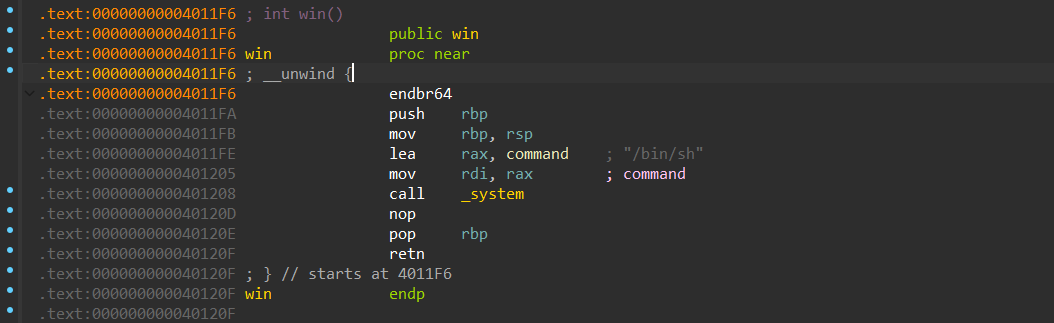 .text:00000000004011F6 ; int win()
.text:00000000004011F6 public win
.text:00000000004011F6 win proc near
.text:00000000004011F6 ; __unwind {
.text:00000000004011F6 endbr64
.text:00000000004011FA push rbp
.text:00000000004011FB mov rbp, rsp
.text:00000000004011FE lea rax, command ; "/bin/sh"
.text:0000000000401205 mov rdi, rax ; command
.text:0000000000401208 call _system
.text:000000000040120D nop
.text:000000000040120E pop rbp
.text:000000000040120F retn
.text:000000000040120F ; } // starts at 4011F6
.text:000000000040120F win endp
.text:000000000040120F